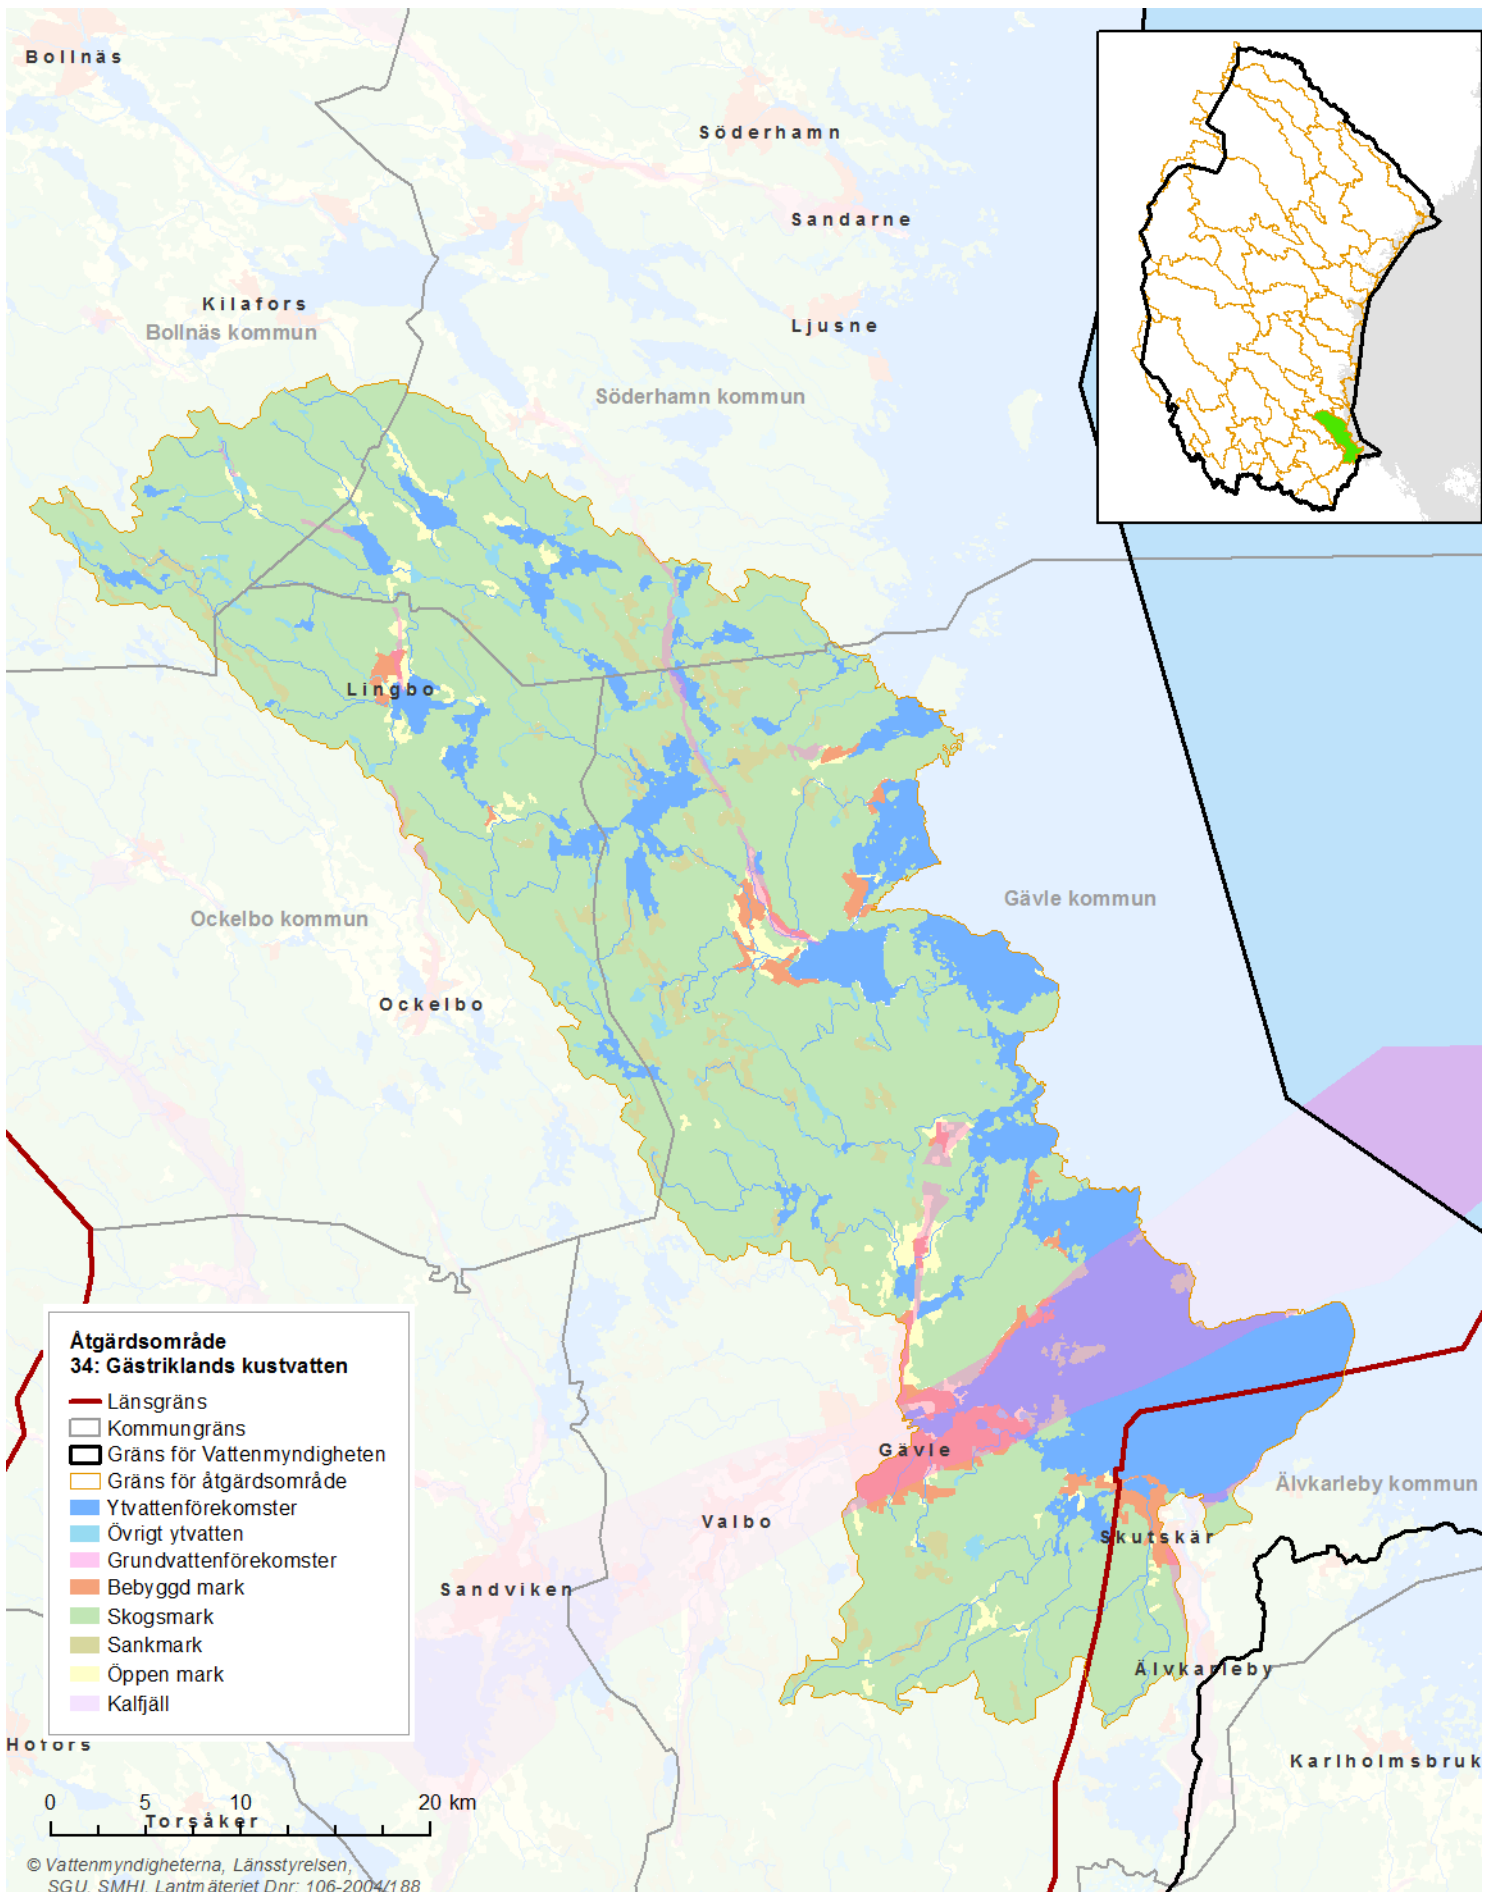 Bollnäs
Söderhamn
Sandarne
Kilafors
Bollnäs kommun
Ljusne
Söderhamn kommun
Lingbo
Gävle kommun
Ockelbo kommun
Ockelbo
Åtgärdsområde
34: Gästriklands kustvatten
Länsgräns
Kommungräns
Gräns för Vattenmyndigheten
Gräns för åtgärdsområde
Ytvattenförekomster
Övrigt ytvatten
Grundvattenförekomster
Bebyggd mark
Skogsmark
Sankmark
Öppen mark
Kalfjäll
Gävle
Älvkarleby kommun
Valbo
Skutskär
Sandviken
Älvkarleby
Hofors
Karlholmsbruk
0 5 10 20 km
Torsåker
© Vattenmyndigheterna, Länsstyrelsen,
SGU, SMHI, Lantmäteriet Dnr: 106-2004/188